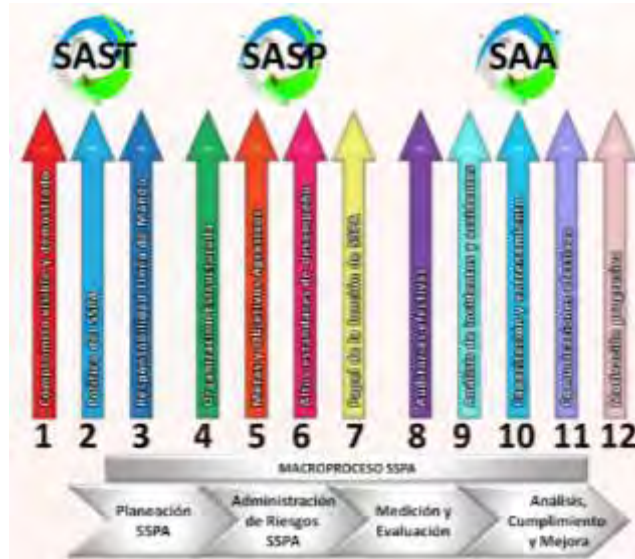 SAST
SASP
SAA
Compromiso visible y demostrado
Política de SSPA
Responsabilidad Línea de Mando
Organización Estructurada
Metas y objetivos agresivos
Altos estándares de desempeño
Papel de la función de SSPA
Auditorías efectivas
Análisis de incidentes y accidentes
Capacitación y entrenamiento
Comunicaciones efectivas
Motivación progresiva
1 2 3 4 5 6 7 8 9 10 11 12
MACROPROCESO SSPA
Planeación
SSPA
Administración
de Riesgos
SSPA
Medición y
Evaluación
Análisis,
Cumplimiento
y Mejora